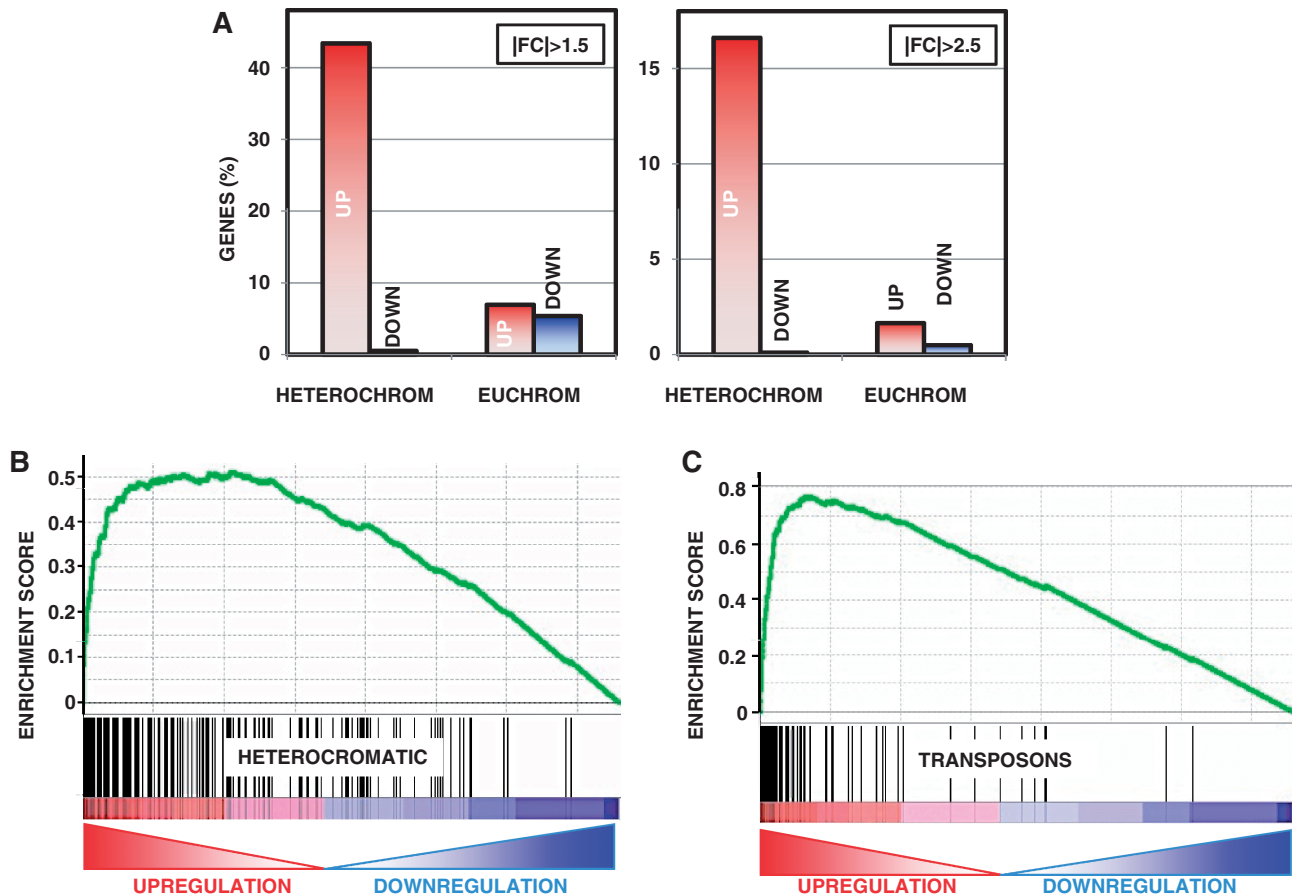 A
|FC|>1.5
GENES (%)
40
30
20
10
0
UP
DOWN
UP
DOWN
HETEROCHROM
EUCHROM
|FC|>2.5
15
10
5
0
UP
DOWN
UP
DOWN
HETEROCHROM
EUCHROM
B
ENRICHMENT SCORE
0.5
0.4
0.3
0.2
0.1
0
HETEROCROMATIC
UPREGULATION
DOWNREGULATION
C
ENRICHMENT SCORE
0.8
0.6
0.4
0.2
0
TRANSPOSONS
UPREGULATION
DOWNREGULATION